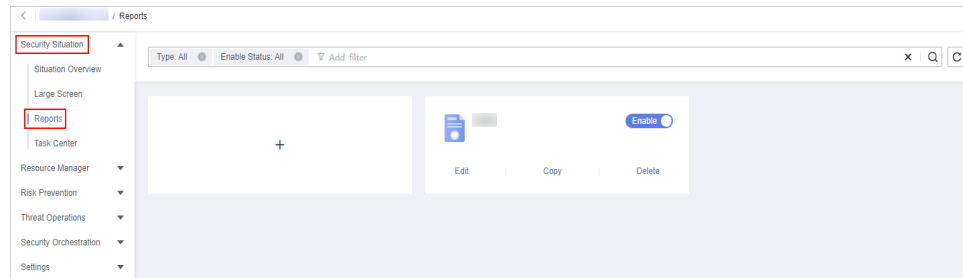 / Reports
Security Situation
Situation Overview
Large Screen
Reports
Task Center
Resource Manager
Risk Prevention
Threat Operations
Security Orchestration
Settings
Type: All
Enable Status: All
Add filter
+
Enable
Edit
Copy
Delete